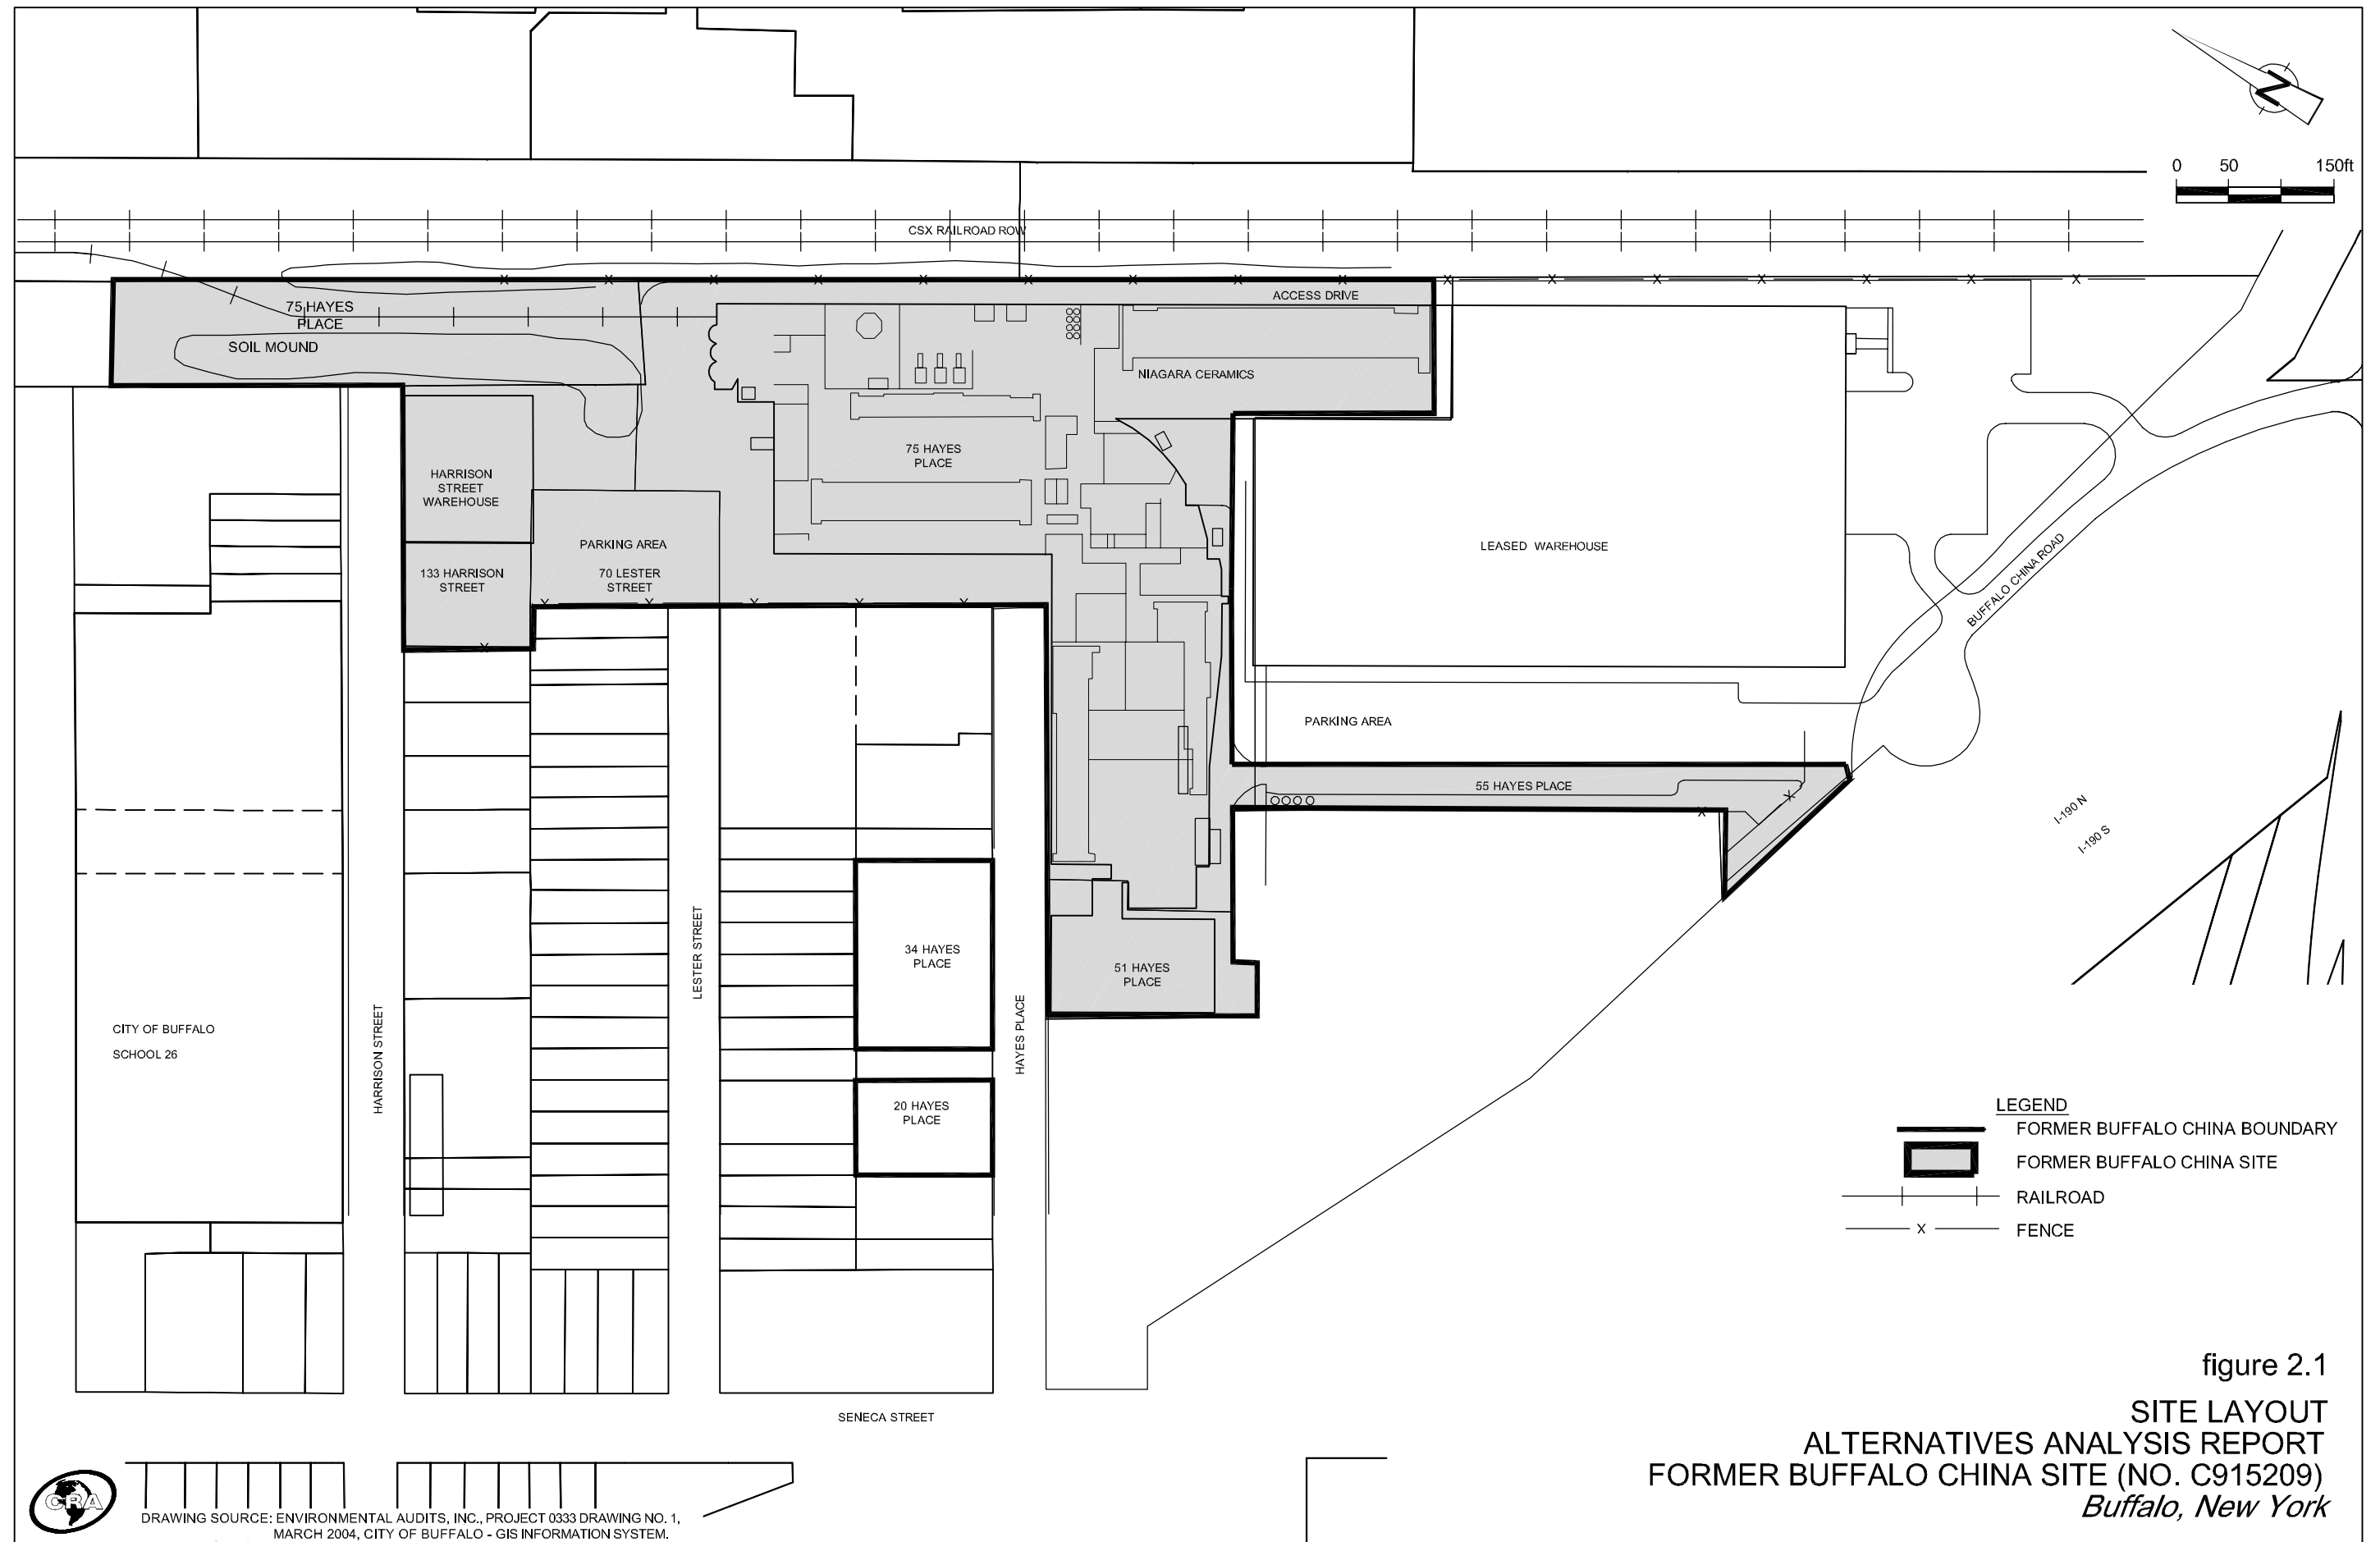 N
0 50 150ft
CSX RAILROAD ROW
ACCESS DRIVE
75 HAYES
PLACE
SOIL MOUND
NIAGARA CERAMICS
75 HAYES
PLACE
HARRISON
STREET
WAREHOUSE
PARKING AREA
70 LESTER
STREET
133 HARRISON
STREET
LEASED WAREHOUSE
BUFFALO CHINA ROAD
PARKING AREA
55 HAYES PLACE
I-190 N
I-190 S
34 HAYES
PLACE
51 HAYES
PLACE
20 HAYES
PLACE
LESTER STREET
HAYES PLACE
HARRISON STREET
CITY OF BUFFALO
SCHOOL 26
SENECA STREET
LEGEND
FORMER BUFFALO CHINA BOUNDARY
FORMER BUFFALO CHINA SITE
RAILROAD
X FENCE
figure 2.1
SITE LAYOUT
ALTERNATIVES ANALYSIS REPORT
FORMER BUFFALO CHINA SITE (NO. C915209)
Buffalo, New York
CRA
DRAWING SOURCE: ENVIRONMENTAL AUDITS, INC., PROJECT 0333 DRAWING NO. 1,
MARCH 2004, CITY OF BUFFALO - GIS INFORMATION SYSTEM.